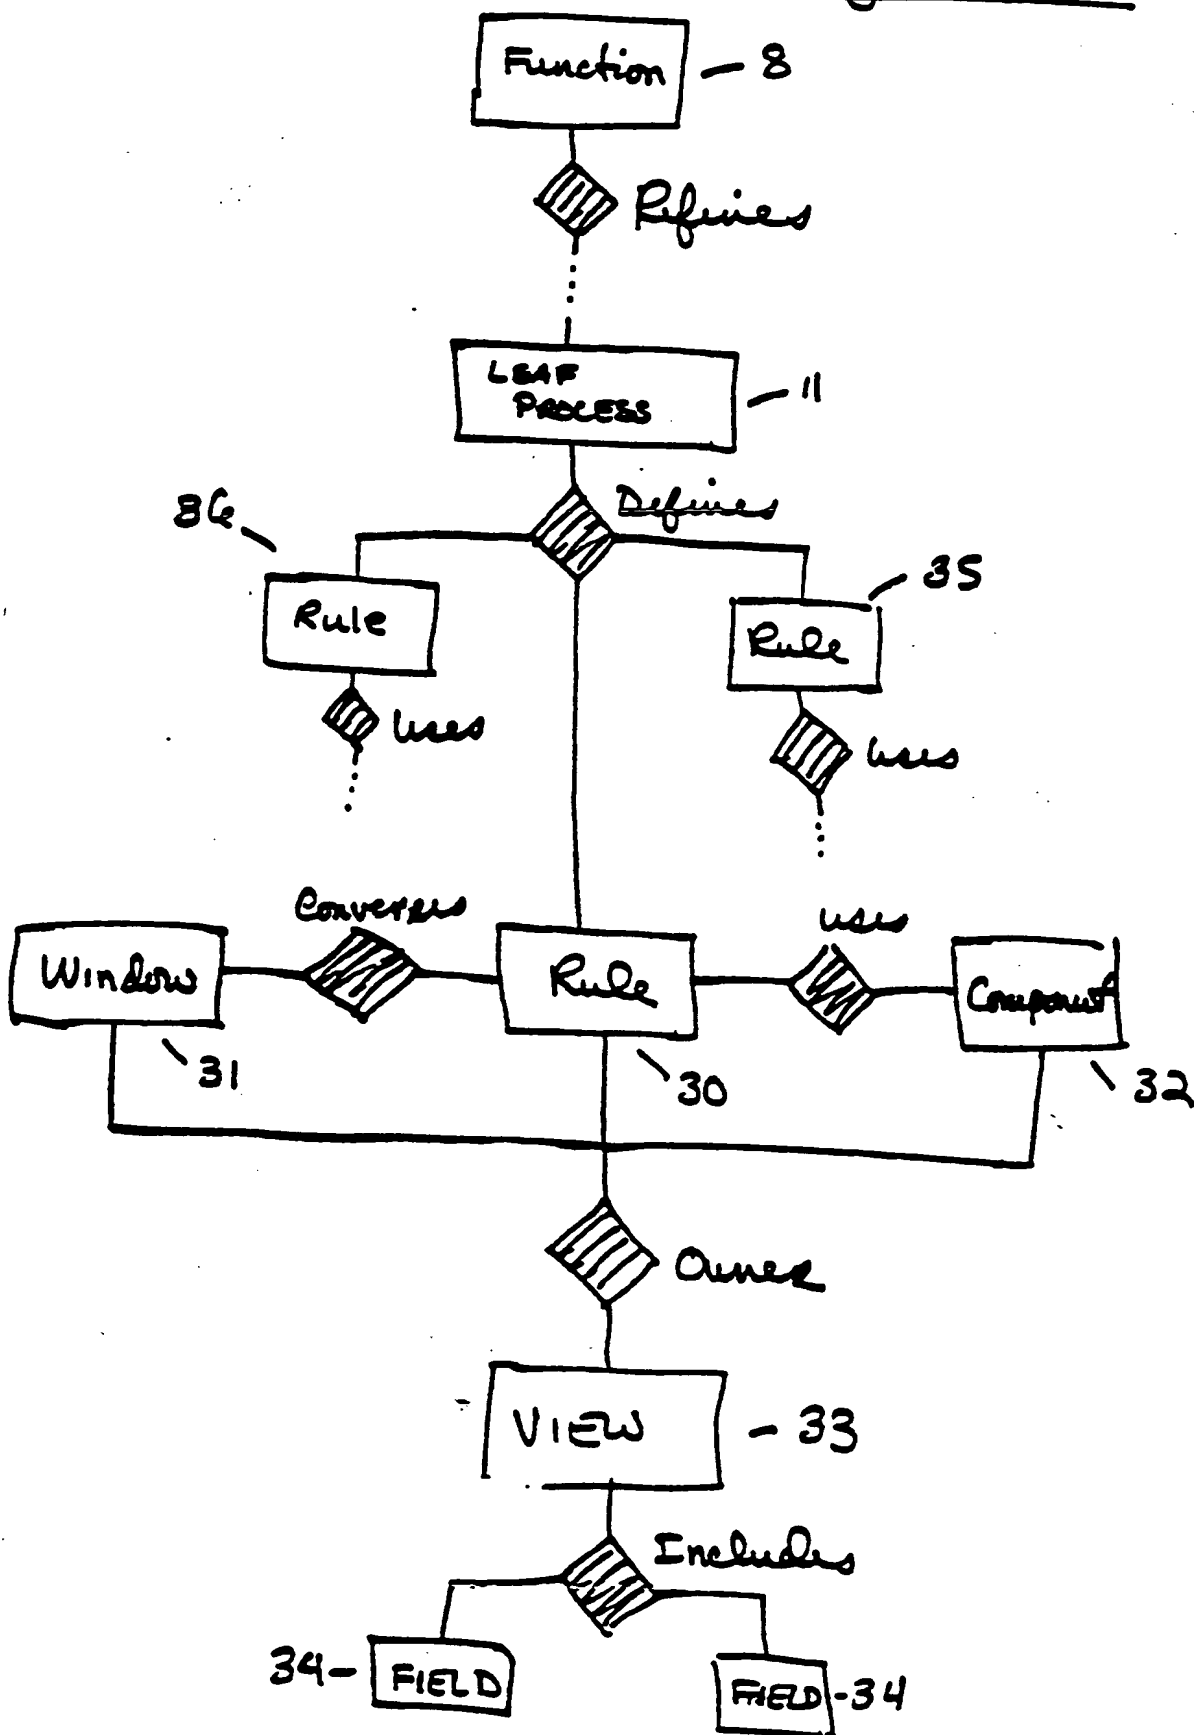 Function
8
Refines
LEAF
PROCESS
11
Defines
36
35
Rule
Rule
uses
uses
Converses
uses
Window
Rule
Component
31
30
32
Owner
VIEW
33
Includes
34
FIELD
FIELD
34